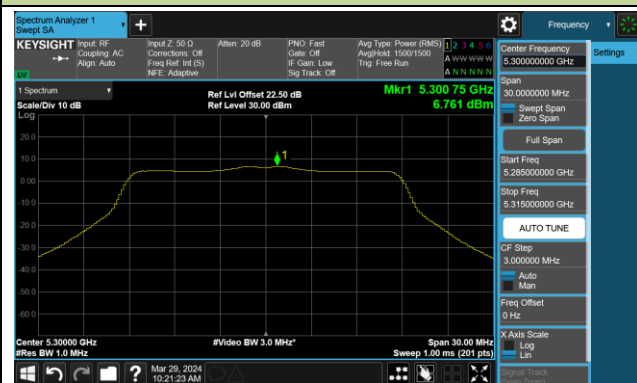 Spectrum Analyzer 1
Swept SA
Frequency
KEYSIGHT
Input: RF
Coupling: AC
Align: Auto
Input Z: 50 Ω
Corrections: Off
Freq Ref: Int (S)
NFE: Adaptive
Atten: 20 dB
PNO: Fast
Gate: Off
IF Gain: Low
Sig Track: Off
Avg Type: Power (RMS)
Avg|Hold: 1500/1500
Trig: Free Run
1 2 3 4 5 6
A W W W W W
A N N N N N
LXI
1 Spectrum
Scale/Div 10 dB
Log
Ref Lvl Offset 22.50 dB
Ref Level 30.00 dBm
Mkr1 5.300 75 GHz
6.761 dBm
1
20.0
10.0
0.00
-10.0
-20.0
-30.0
-40.0
-50.0
-60.0
Center 5.30000 GHz
#Res BW 1.0 MHz
#Video BW 3.0 MHz*
Span 30.00 MHz
Sweep 1.00 ms (201 pts)
Mar 29, 2024
10:21:23 AM
Settings
Center Frequency
5.300000000 GHz
Span
30.0000000 MHz
Swept Span
Zero Span
Full Span
Start Freq
5.285000000 GHz
Stop Freq
5.315000000 GHz
AUTO TUNE
CF Step
3.000000 MHz
Auto
Man
Freq Offset
0 Hz
X Axis Scale
Log
Lin
Signal Track